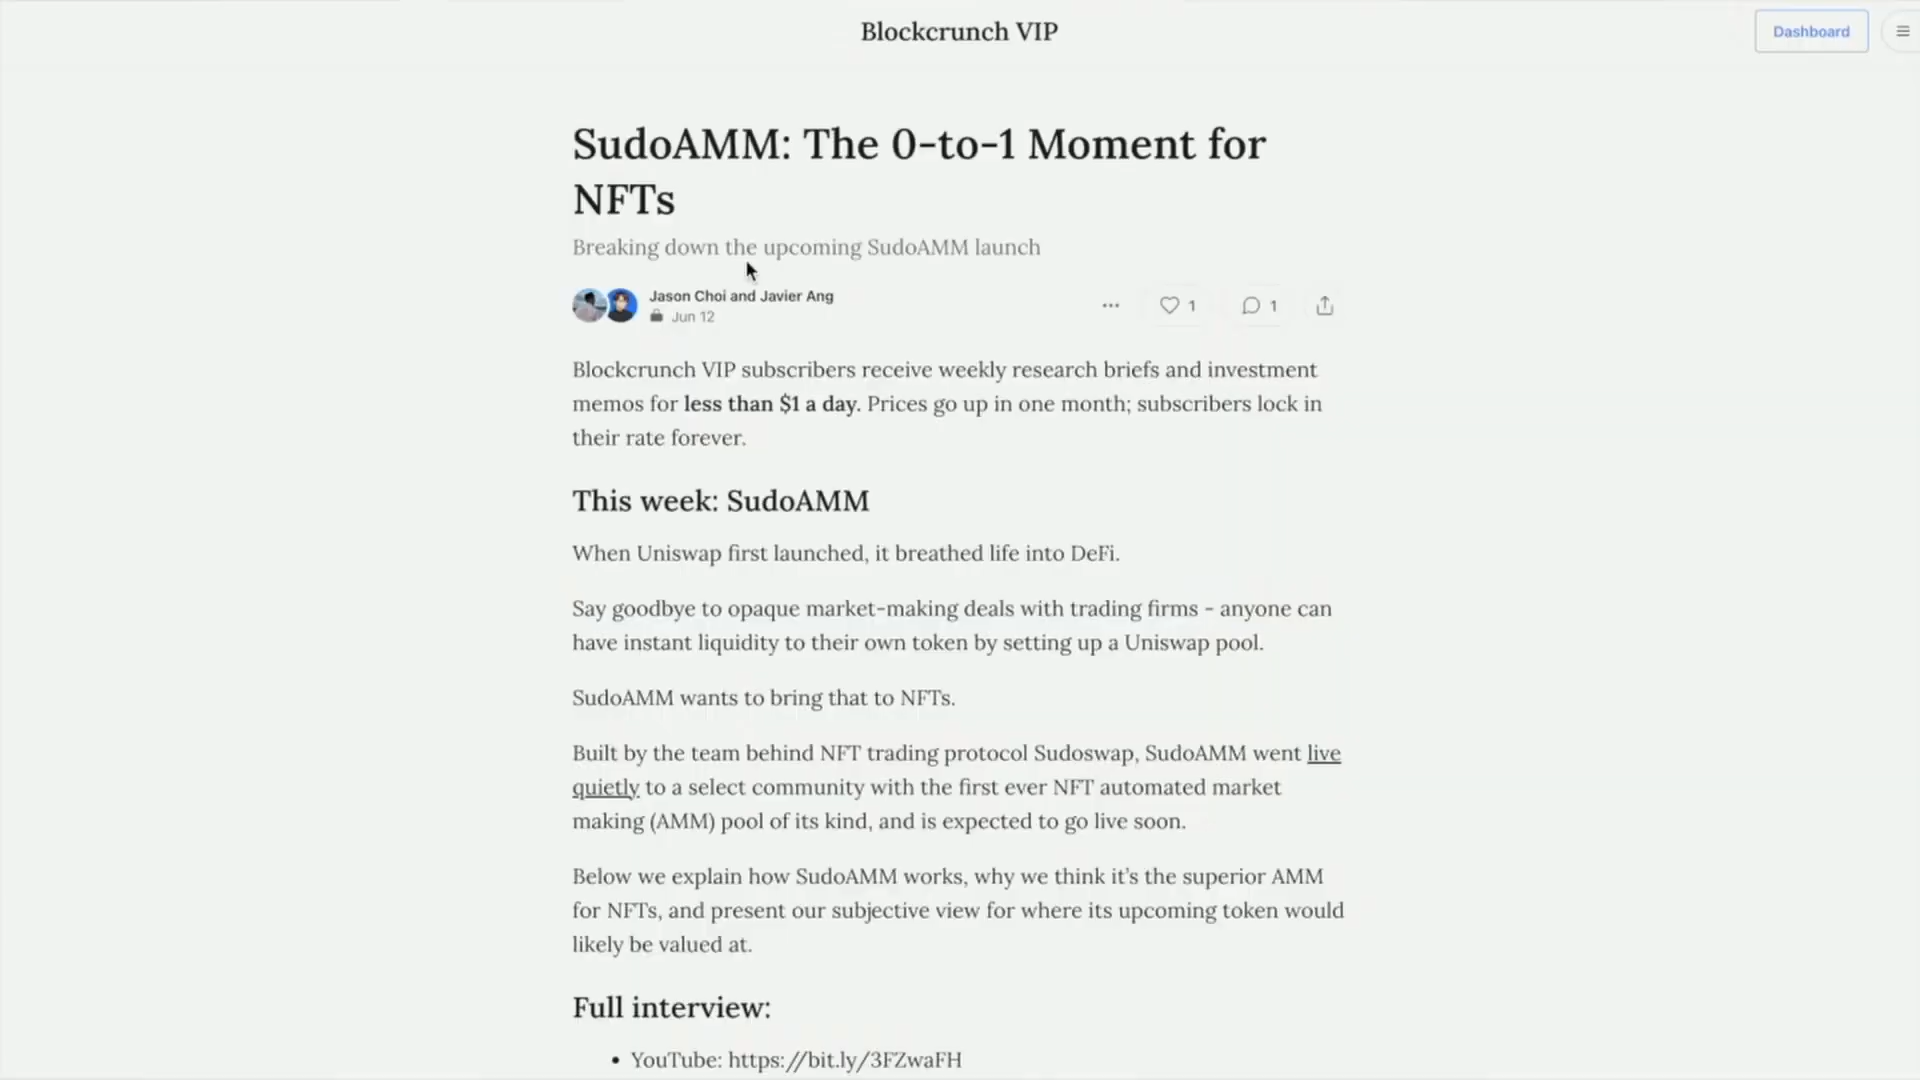 Blockcrunch VIP
Dashboard
SudoAMM: The 0-to-1 Moment for
NFTs
Breaking down the upcoming SudoAMM launch
Jason Choi and Javier Ang
Jun 12
1
1
Blockcrunch VIP subscribers receive weekly research briefs and investment
memos for less than $1 a day. Prices go up in one month; subscribers lock in
their rate forever.
This week: SudoAMM
When Uniswap first launched, it breathed life into DeFi.
Say goodbye to opaque market-making deals with trading firms - anyone can
have instant liquidity to their own token by setting up a Uniswap pool.
SudoAMM wants to bring that to NFTs.
Built by the team behind NFT trading protocol Sudoswap, SudoAMM went live
quietly to a select community with the first ever NFT automated market
making (AMM) pool of its kind, and is expected to go live soon.
Below we explain how SudoAMM works, why we think it's the superior AMM
for NFTs, and present our subjective view for where its upcoming token would
likely be valued at.
Full interview:
• YouTube: https://bit.ly/3FZwaFH